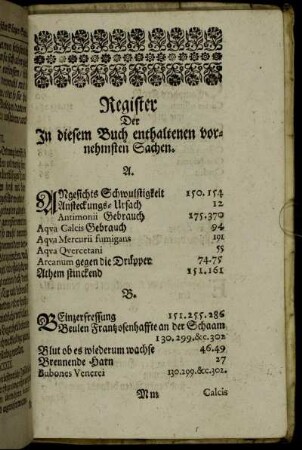 Register
Der
In diesem Buch enthaltenen vor-
nehmsten Sachen.
A.
ANgesichts Schwulstigkeit 150.154
Ansteckungs-Ursach 12
Antimonii Gebrauch 175.370
Aqva Calcis Gebrauch 94
Aqva Mercurii fumigans 191
Aqva Qvercetani 55
Arcanum gegen die Drüpper 74.75
Athem stinckend 151.161
B.
BEinzerfressung 151.255.286
Beulen Frantzosenhaffte an der Schaam
130.299.&c.302
Blut ob es wiederum wachse 46.49
Brennende Harn 27
Bubones Venerei 130.299.&c.302.
Mm Calcis